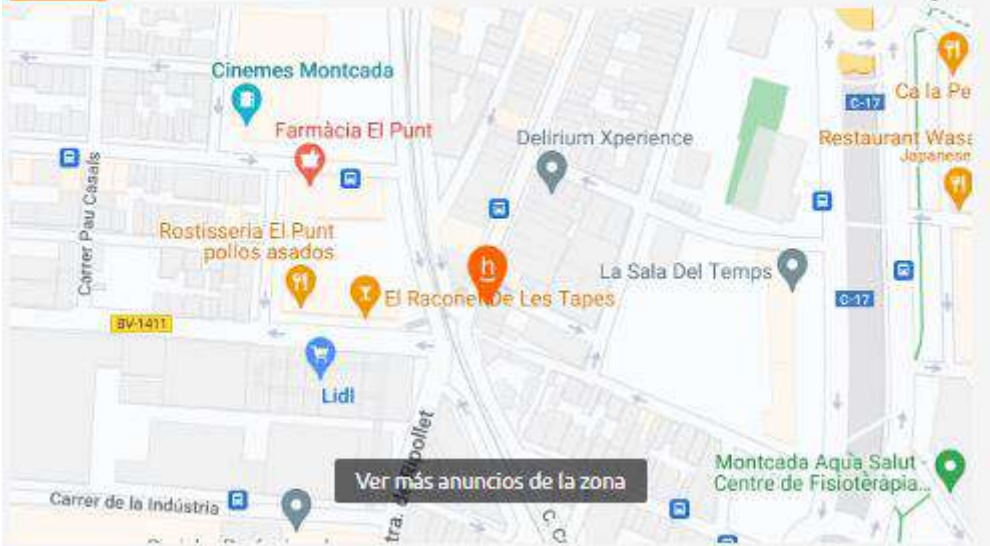 Cinemes Montcada
Farmàcia El Punt
Delirium Xperience
C-17
Ca la Pe
Restaurant Wasa
Japanese
Carrer Pau Casals
Rostisseria El Punt
pollos asados
h
La Sala Del Temps
El Raconet De Les Tapes
C-17
BV-1411
Lidl
Ver más anuncios de la zona
Montcada Aqua Salut -
Centre de Fisioteràpia...
Carrer de la Indústria